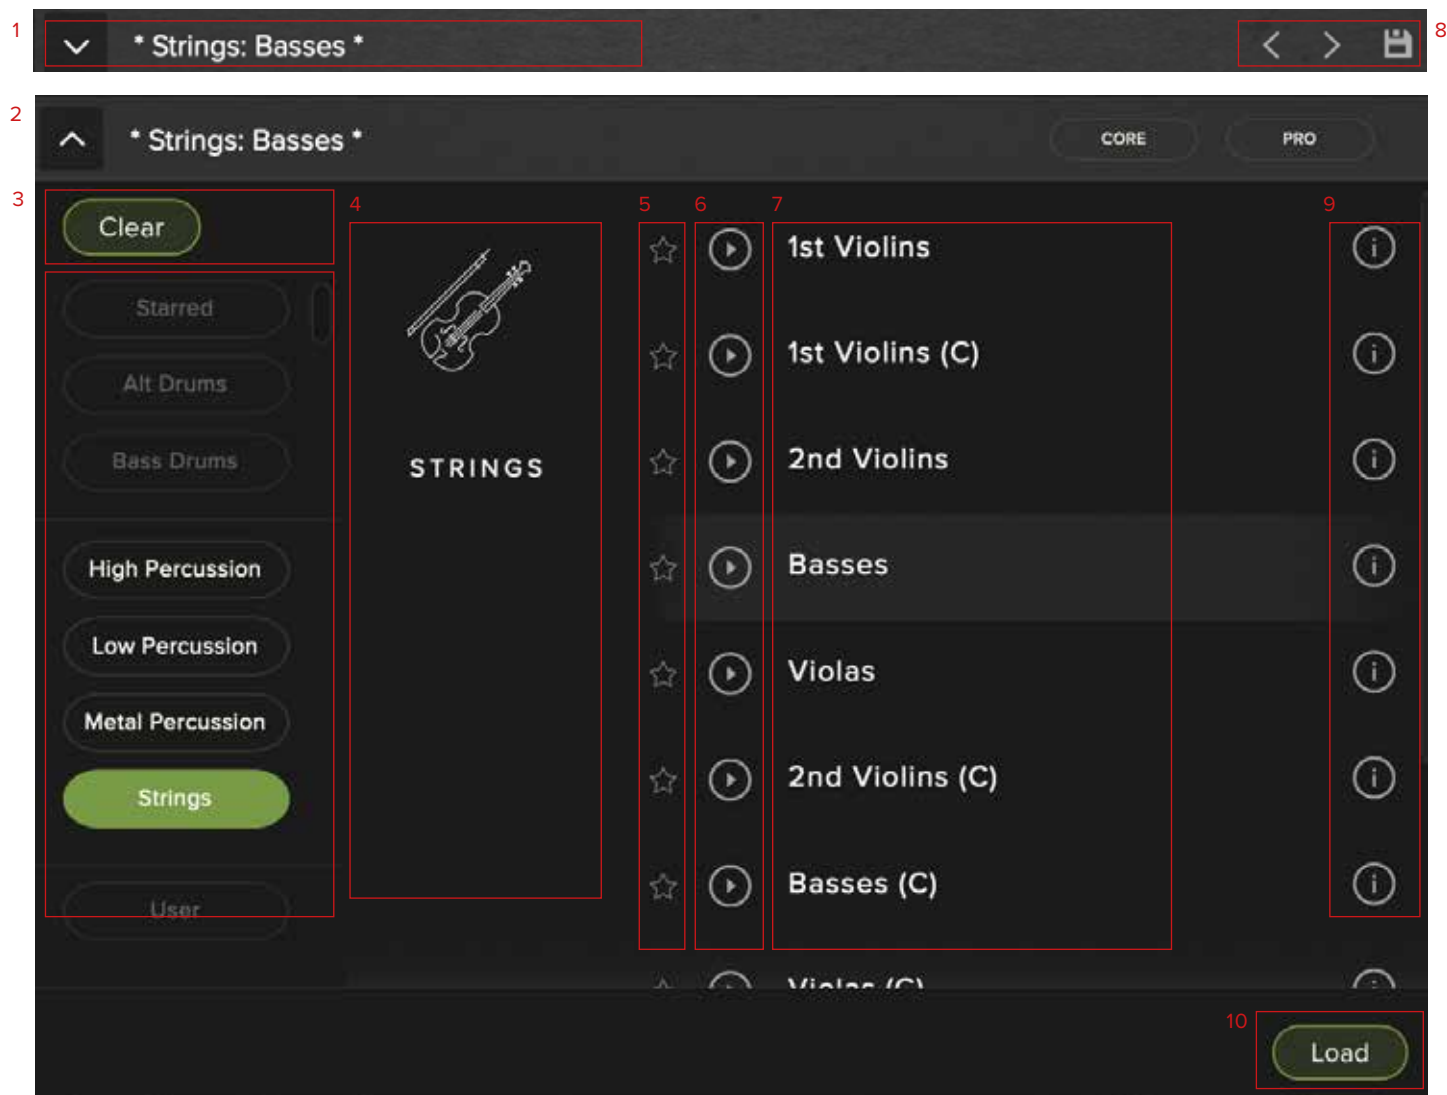 1
* Strings: Basses *
8
2
* Strings: Basses *
CORE
PRO
3
Clear
4
5
6
7
9
Starred
Alt Drums
Bass Drums
High Percussion
Low Percussion
Metal Percussion
Strings
User
STRINGS
1st Violins
1st Violins (C)
2nd Violins
Basses
Violas
2nd Violins (C)
Basses (C)
Violas (C)
10
Load